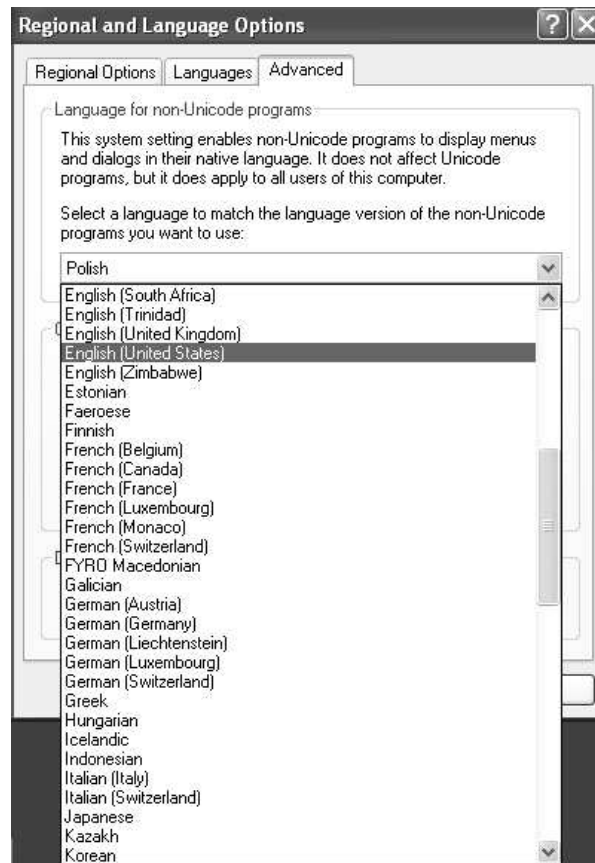 Regional and Language Options
Regional Options Languages Advanced
Language for non-Unicode programs
This system setting enables non-Unicode programs to display menus
and dialogs in their native language. It does not affect Unicode
programs, but it does apply to all users of this computer.
Select a language to match the language version of the non-Unicode
programs you want to use:
Polish
English (South Africa)
English (Trinidad)
English (United Kingdom)
English (United States)
English (Zimbabwe)
Estonian
Faeroese
Finnish
French (Belgium)
French (Canada)
French (France)
French (Luxembourg)
French (Monaco)
French (Switzerland)
FYRO Macedonian
Galician
German (Austria)
German (Germany)
German (Liechtenstein)
German (Luxembourg)
German (Switzerland)
Greek
Hungarian
Icelandic
Indonesian
Italian (Italy)
Italian (Switzerland)
Japanese
Kazakh
Korean